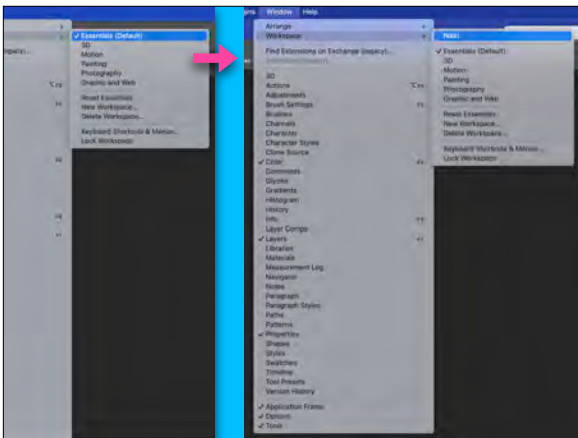 Essentials (Default)
3D
Motion
Painting
Photography
Graphic and Web
Reset Essentials
New Workspace...
Delete Workspace...
Keyboard Shortcuts & Menus...
Lock Workspace
Window Help
Arrange
Workspace
Find Extensions on Exchange (legacy)...
3D
Actions
Adjustments
Brush Settings
Brushes
Channels
Character
Character Styles
Clone Source
Color
Comments
Glyphs
Gradients
Histogram
History
Info
Layer Comps
Layers
Libraries
Materials
Measurement Log
Navigator
Notes
Paragraph
Paragraph Styles
Paths
Patterns
Properties
Shapes
Styles
Swatches
Timeline
Tool Presets
Version History
Application Frame
Options
Tools
Nikki
Essentials (Default)
3D
Motion
Painting
Photography
Graphic and Web
Reset Essentials
New Workspace...
Delete Workspace...
Keyboard Shortcuts & Menus...
Lock Workspace